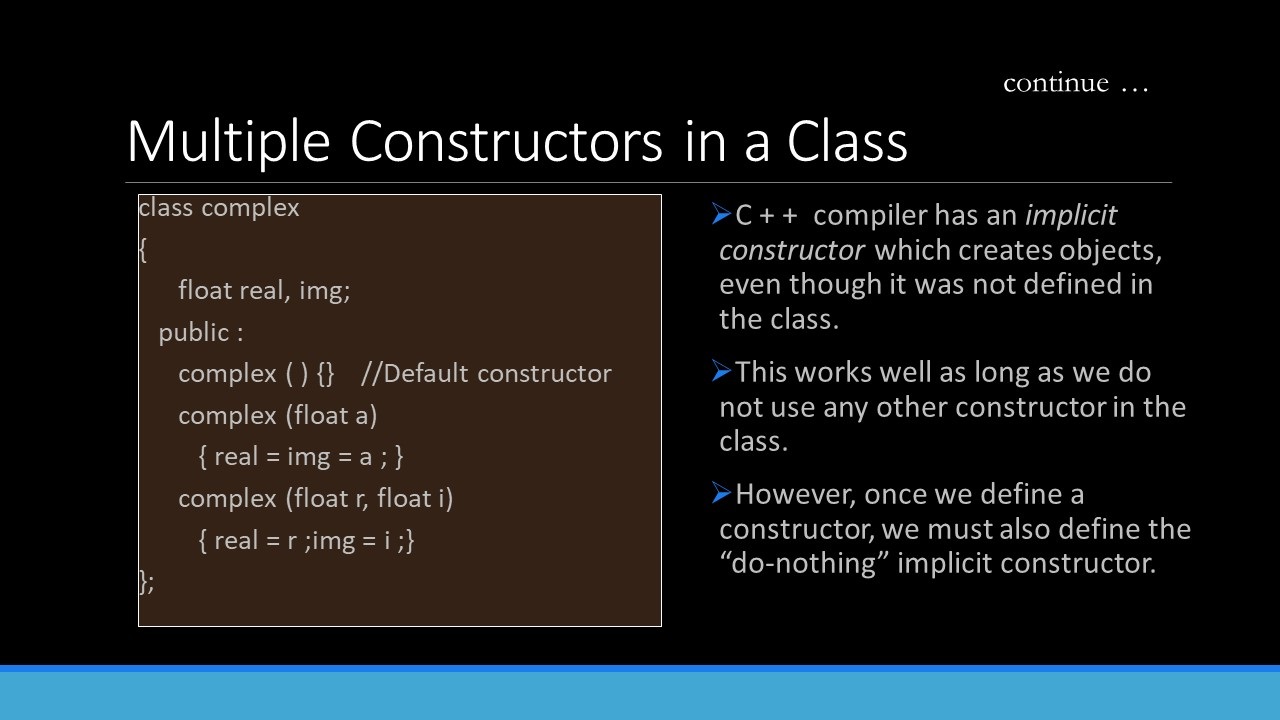 continue …
Multiple Constructors in a Class
class complex
{
float real, img;
public :
complex ( ) {} //Default constructor
complex (float a)
{ real = img = a ; }
complex (float r, float i)
{ real = r ;img = i ;}
};
C + + compiler has an implicit
constructor which creates objects,
even though it was not defined in
the class.
This works well as long as we do
not use any other constructor in the
class.
However, once we define a
constructor, we must also define the
“do-nothing” implicit constructor.